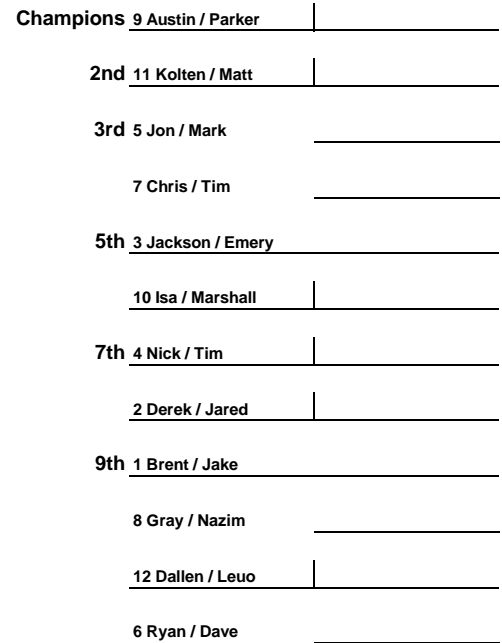 Champions 9 Austin / Parker
2nd 11 Kolten / Matt
3rd 5 Jon / Mark
7 Chris / Tim
5th 3 Jackson / Emery
10 Isa / Marshall
7th 4 Nick / Tim
2 Derek / Jared
9th 1 Brent / Jake
8 Gray / Nazim
12 Dallen / Leuo
6 Ryan / Dave